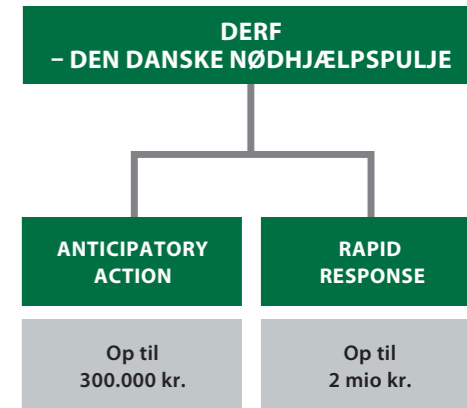 DERF
– DEN DANSKE NØDHJÆLPSPULJE
ANTICIPATORY
ACTION
RAPID
RESPONSE
Op til
300.000 kr.
Op til
2 mio kr.